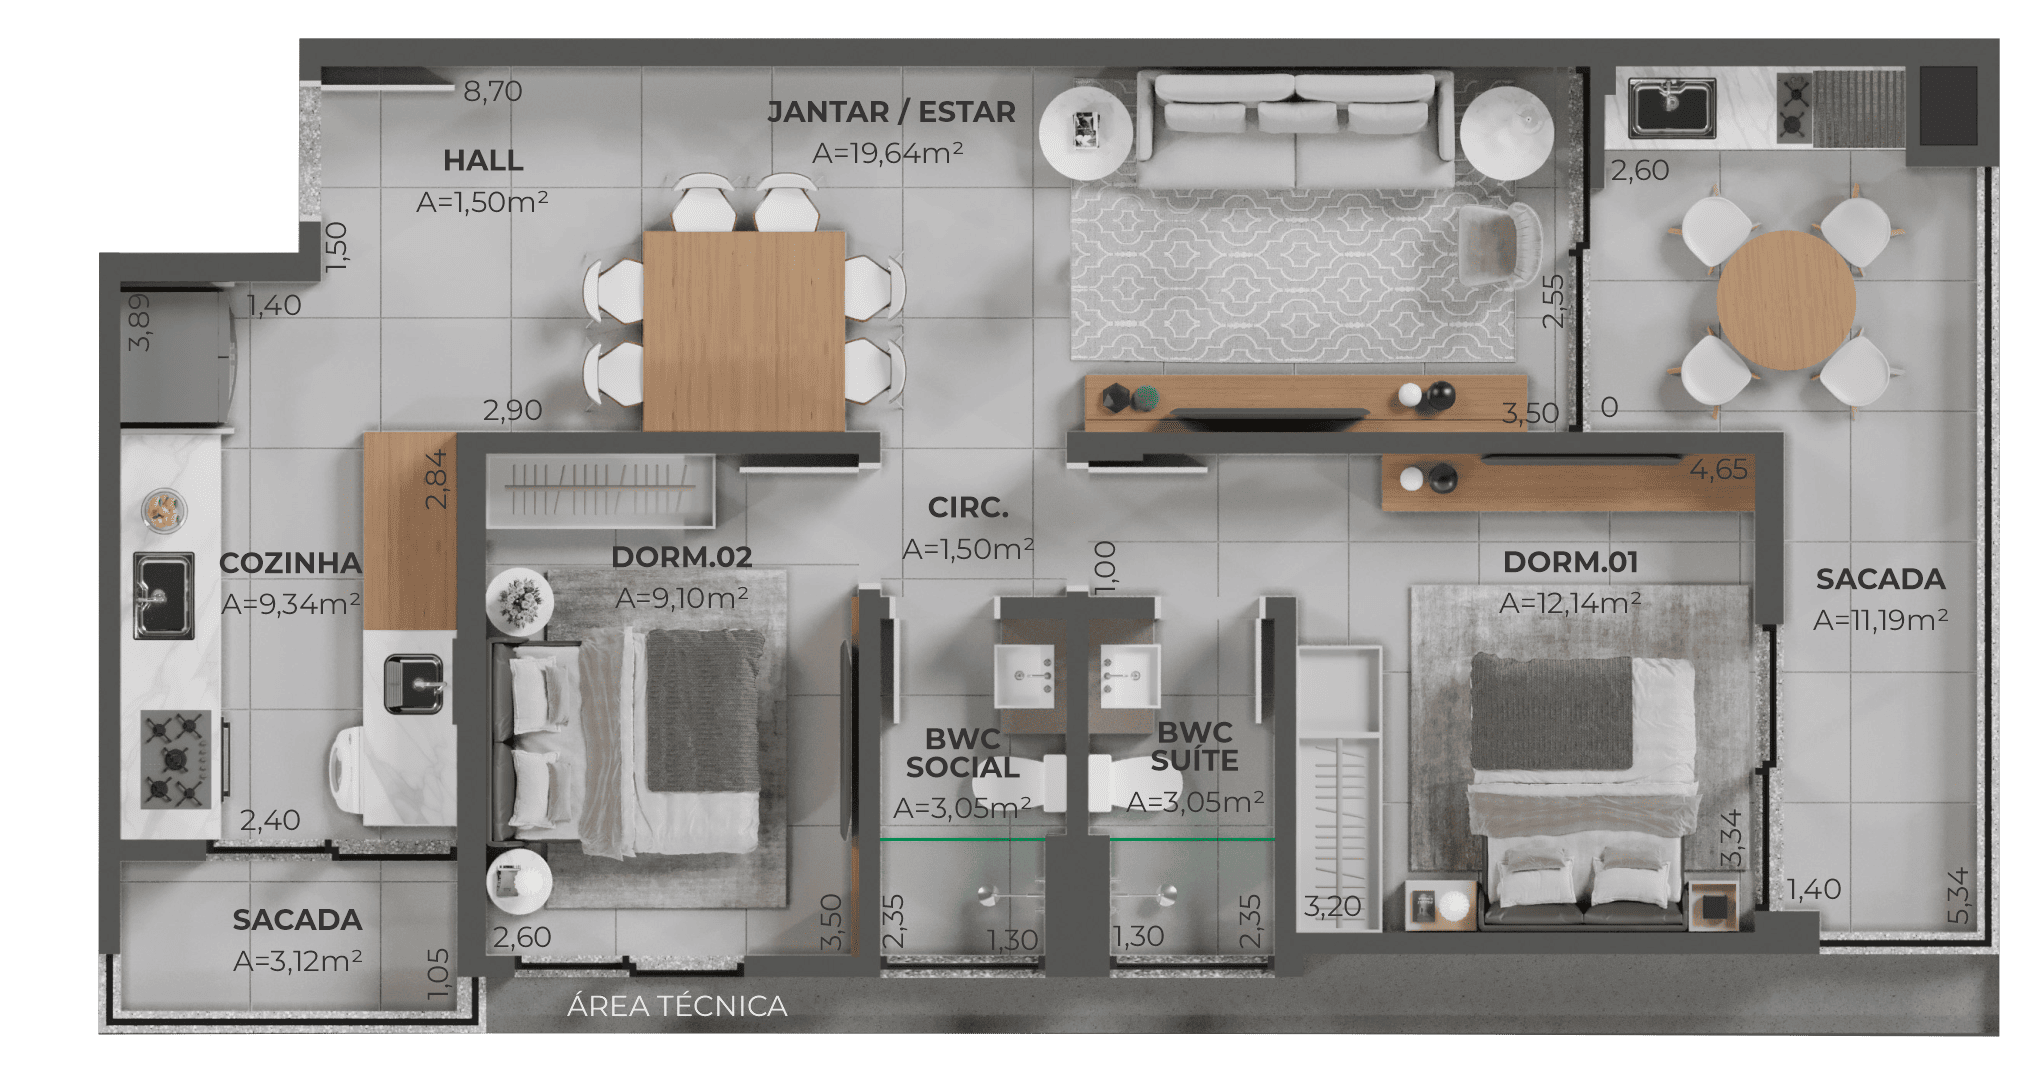 8,70
JANTAR / ESTAR
A=19,64m²
HALL
A=1,50m²
1,50
2,60
3,89
1,40
2,55
2,90
3,50
0
2,84
4,65
CIRC.
A=1,50m²
1,00
COZINHA
A=9,34m²
DORM.02
A=9,10m²
DORM.01
A=12,14m²
SACADA
A=11,19m²
BWC
SOCIAL
A=3,05m²
BWC
SUÍTE
A=3,05m²
2,40
3,34
1,40
5,34
3,20
SACADA
A=3,12m²
1,05
2,60
3,50
2,35
1,30
1,30
2,35
ÁREA TÉCNICA